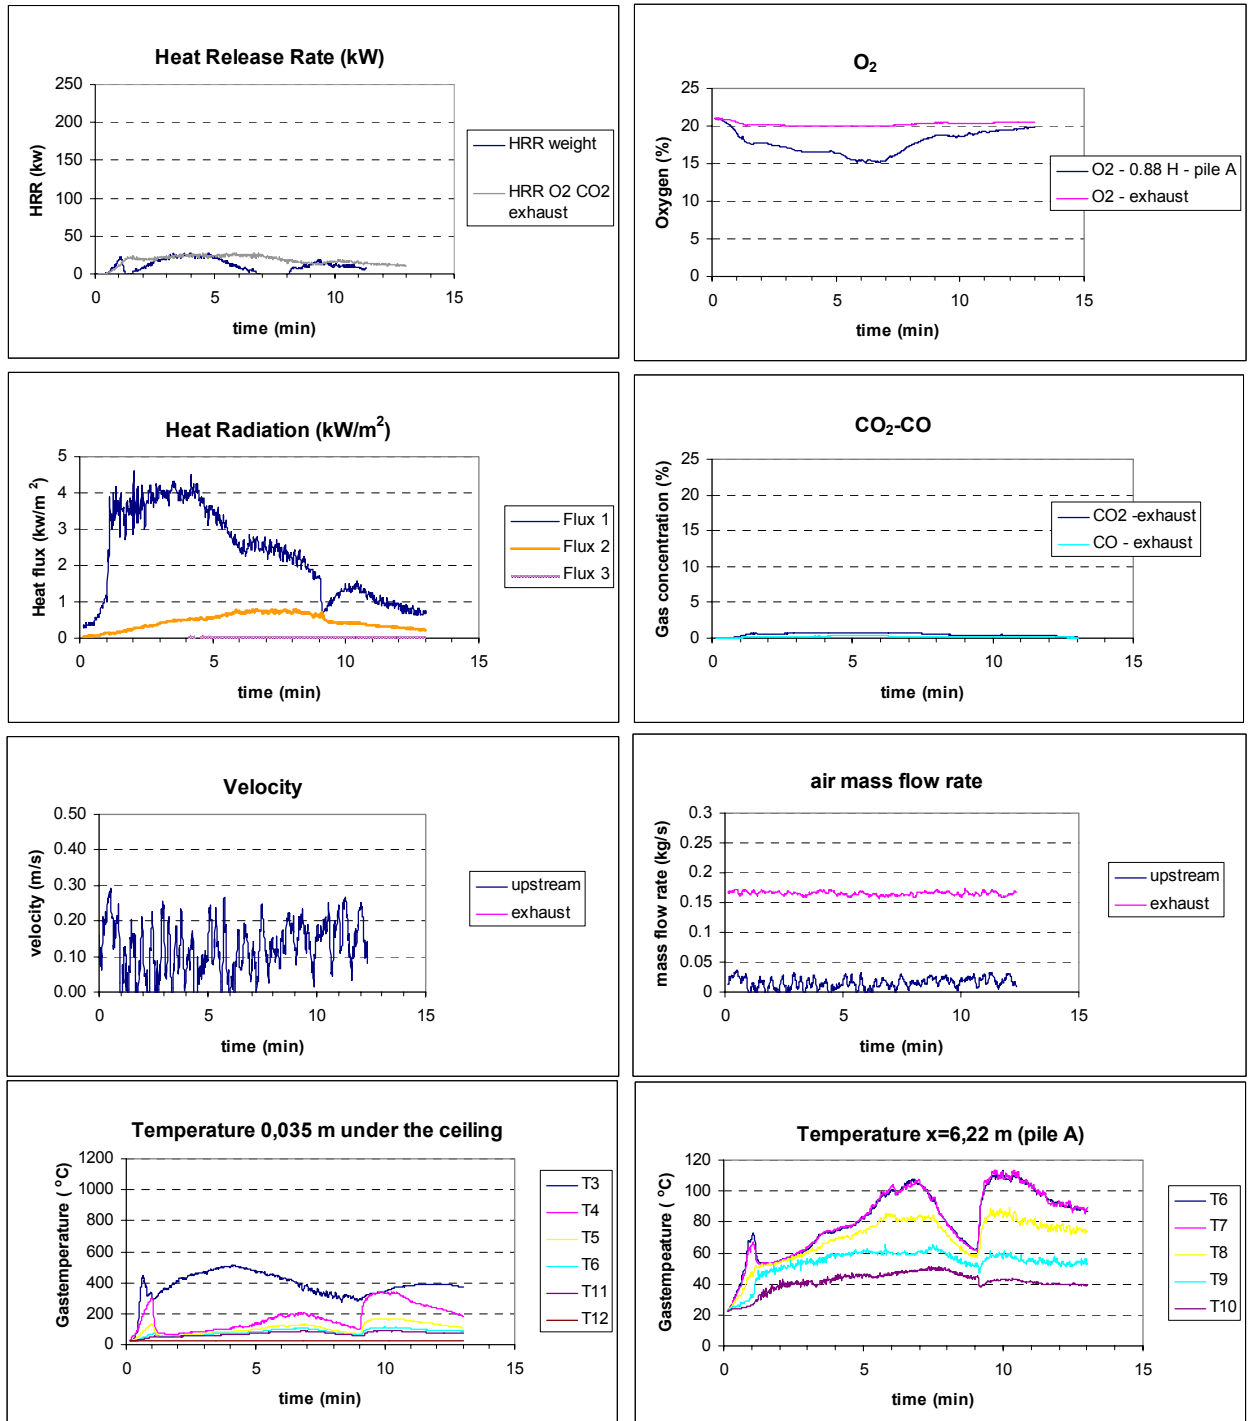 Heat Release Rate (kW)
250
200
150
100
50
0
HRR (kw)
0 5 10 15
time (min)
HRR weight
HRR O2 CO2
exhaust
O2
25
20
15
10
5
0
Oxygen (%)
0 5 10 15
time (min)
O2 - 0.88 H - pile A
O2 - exhaust
Heat Radiation (kW/m2)
5
4
3
2
1
0
Heat flux (kw/m2)
0 5 10 15
time (min)
Flux 1
Flux 2
Flux 3
CO2-CO
25
20
15
10
5
0
Gas concentration (%)
0 5 10 15
time (min)
CO2 -exhaust
CO - exhaust
Velocity
0.50
0.40
0.30
0.20
0.10
0.00
velocity (m/s)
0 5 10 15
time (min)
upstream
exhaust
air mass flow rate
0.3
0.25
0.2
0.15
0.1
0.05
0
mass flow rate (kg/s)
0 5 10 15
time (min)
upstream
exhaust
Temperature 0,035 m under the ceiling
1200
1000
800
600
400
200
0
Gastemperature ( °C)
0 5 10 15
time (min)
T3
T4
T5
T6
T11
T12
Temperature x=6,22 m (pile A)
120
100
80
60
40
20
0
Gastempeature ( °C)
0 5 10 15
time (min)
T6
T7
T8
T9
T10